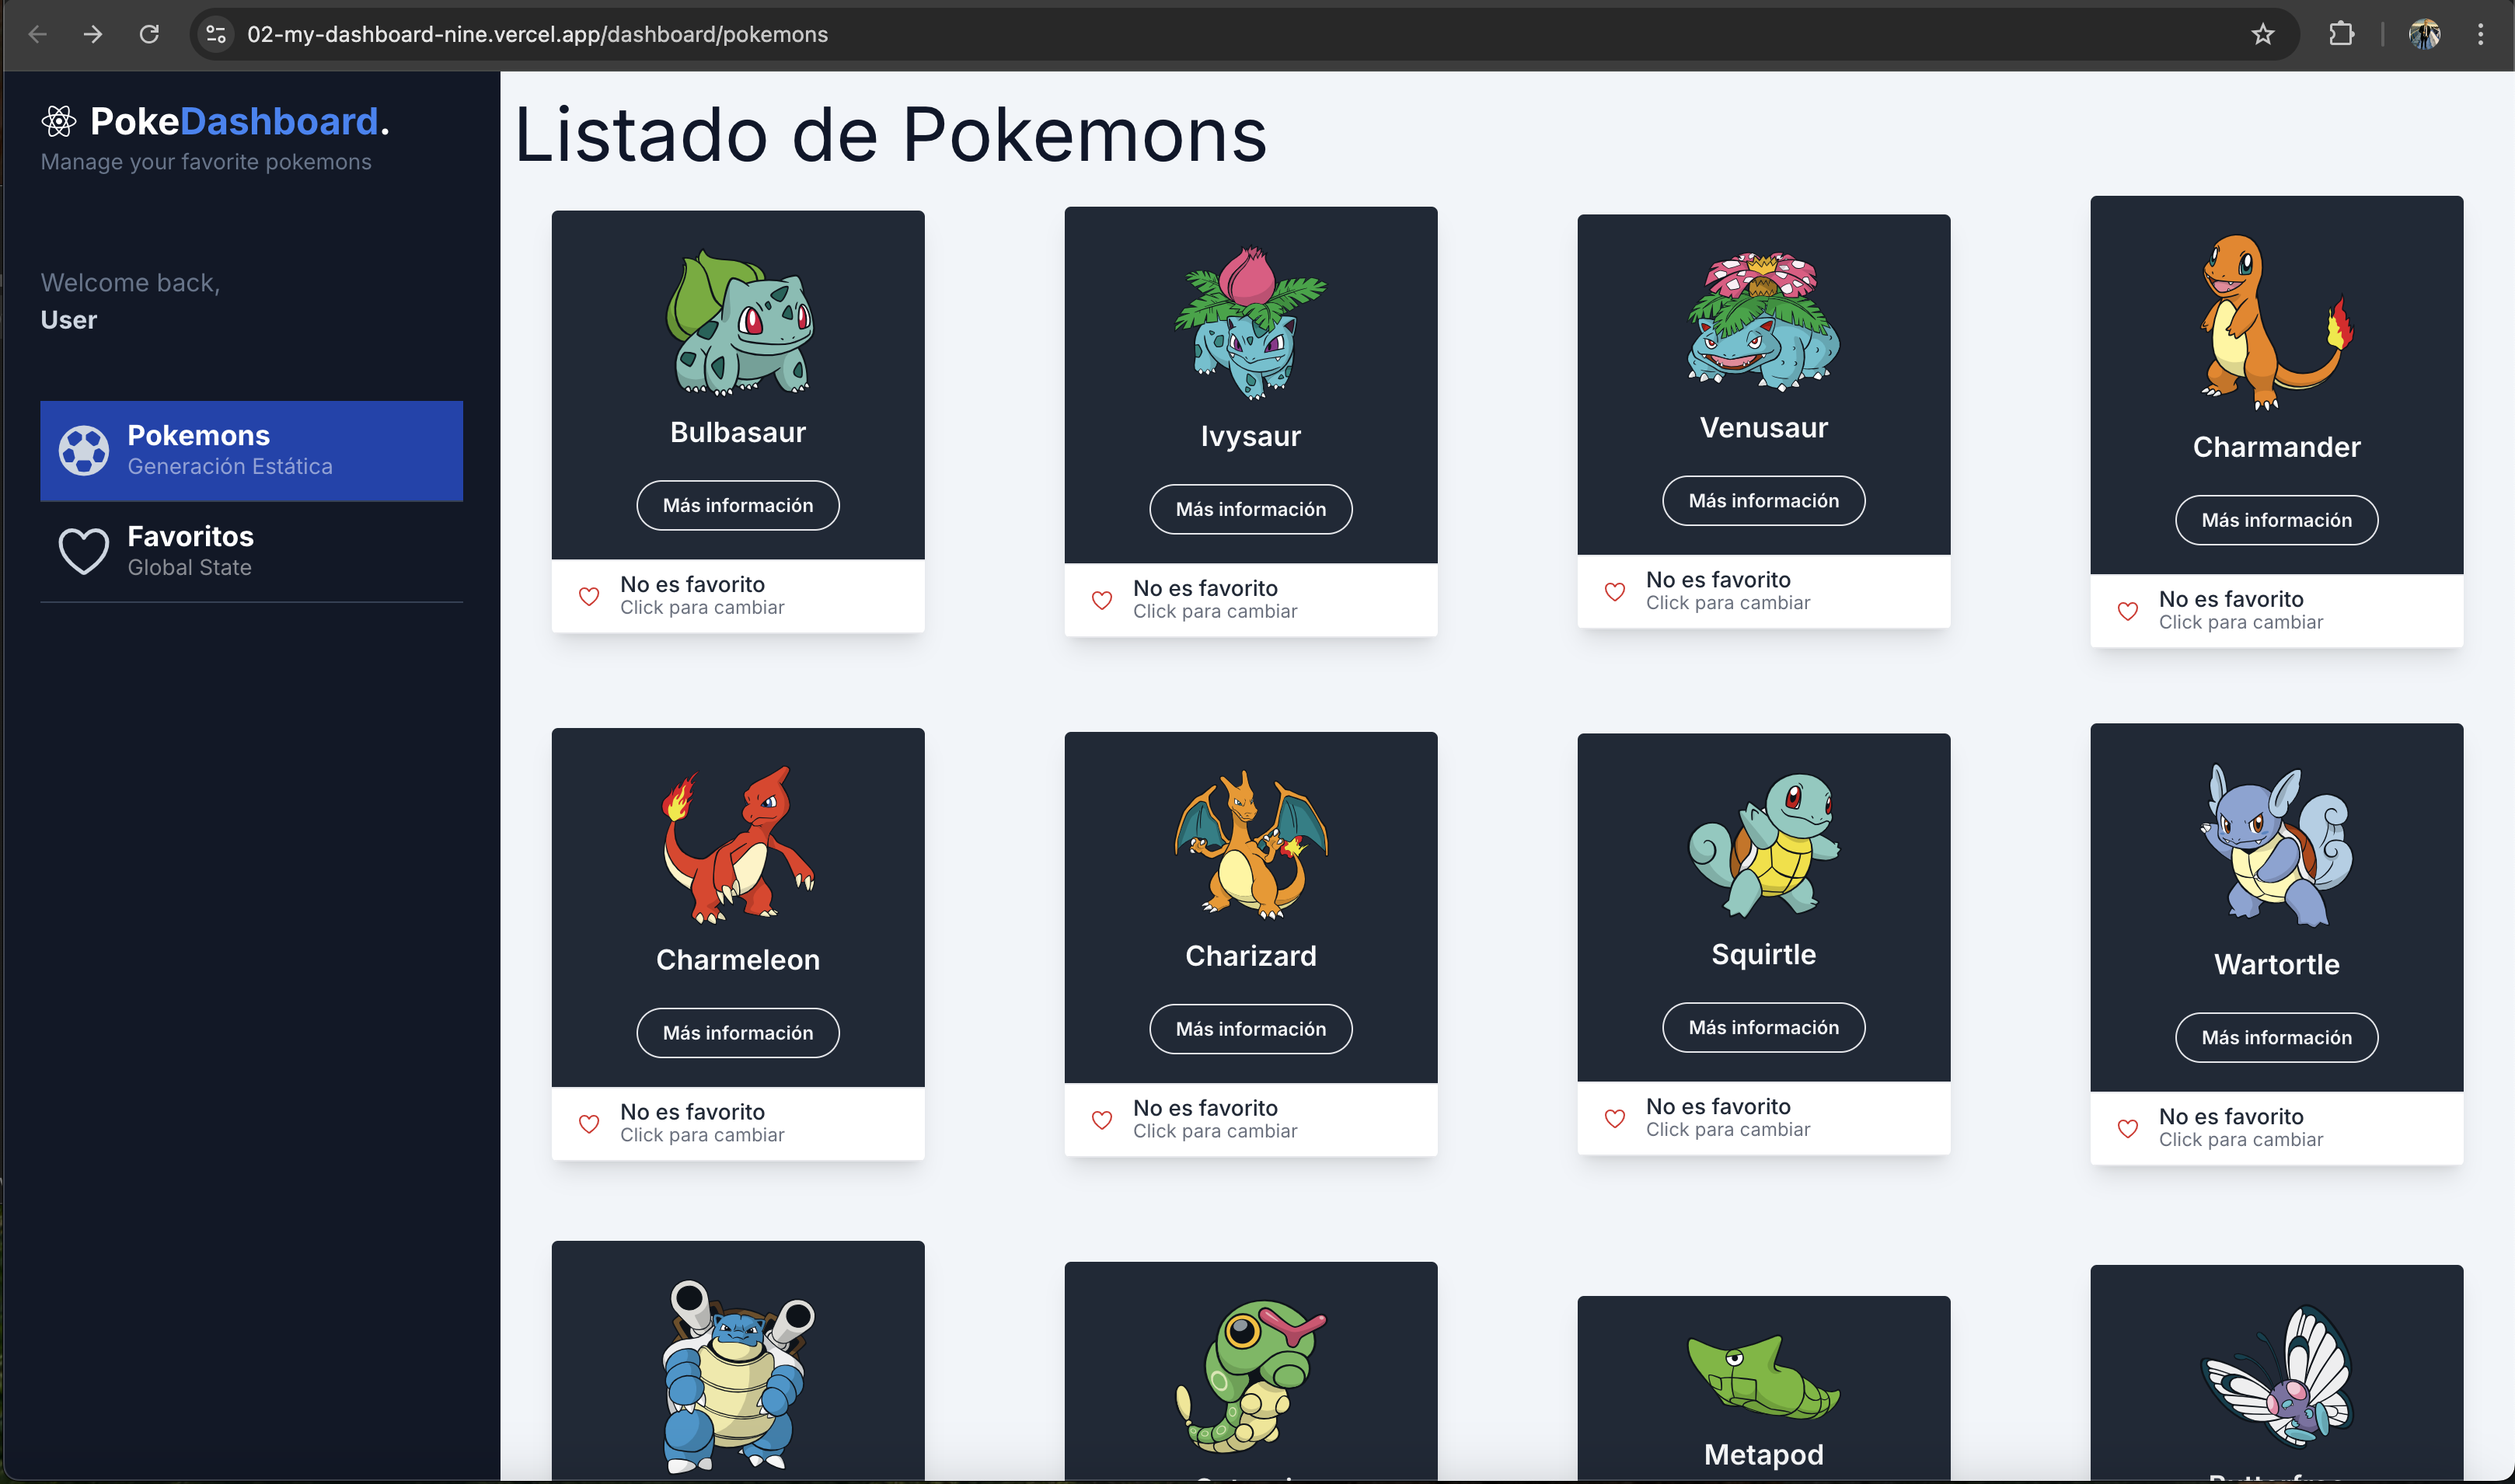 02-my-dashboard-nine.vercel.app/dashboard/pokemons
PokeDashboard.
Manage your favorite pokemons
Welcome back,
User
Pokemons
Generación Estática
Favoritos
Global State
Listado de Pokemons
Bulbasaur
Más información
No es favorito
Click para cambiar
Ivysaur
Más información
No es favorito
Click para cambiar
Venusaur
Más información
No es favorito
Click para cambiar
Charmander
Más información
No es favorito
Click para cambiar
Charmeleon
Más información
No es favorito
Click para cambiar
Charizard
Más información
No es favorito
Click para cambiar
Squirtle
Más información
No es favorito
Click para cambiar
Wartortle
Más información
No es favorito
Click para cambiar
Metapod